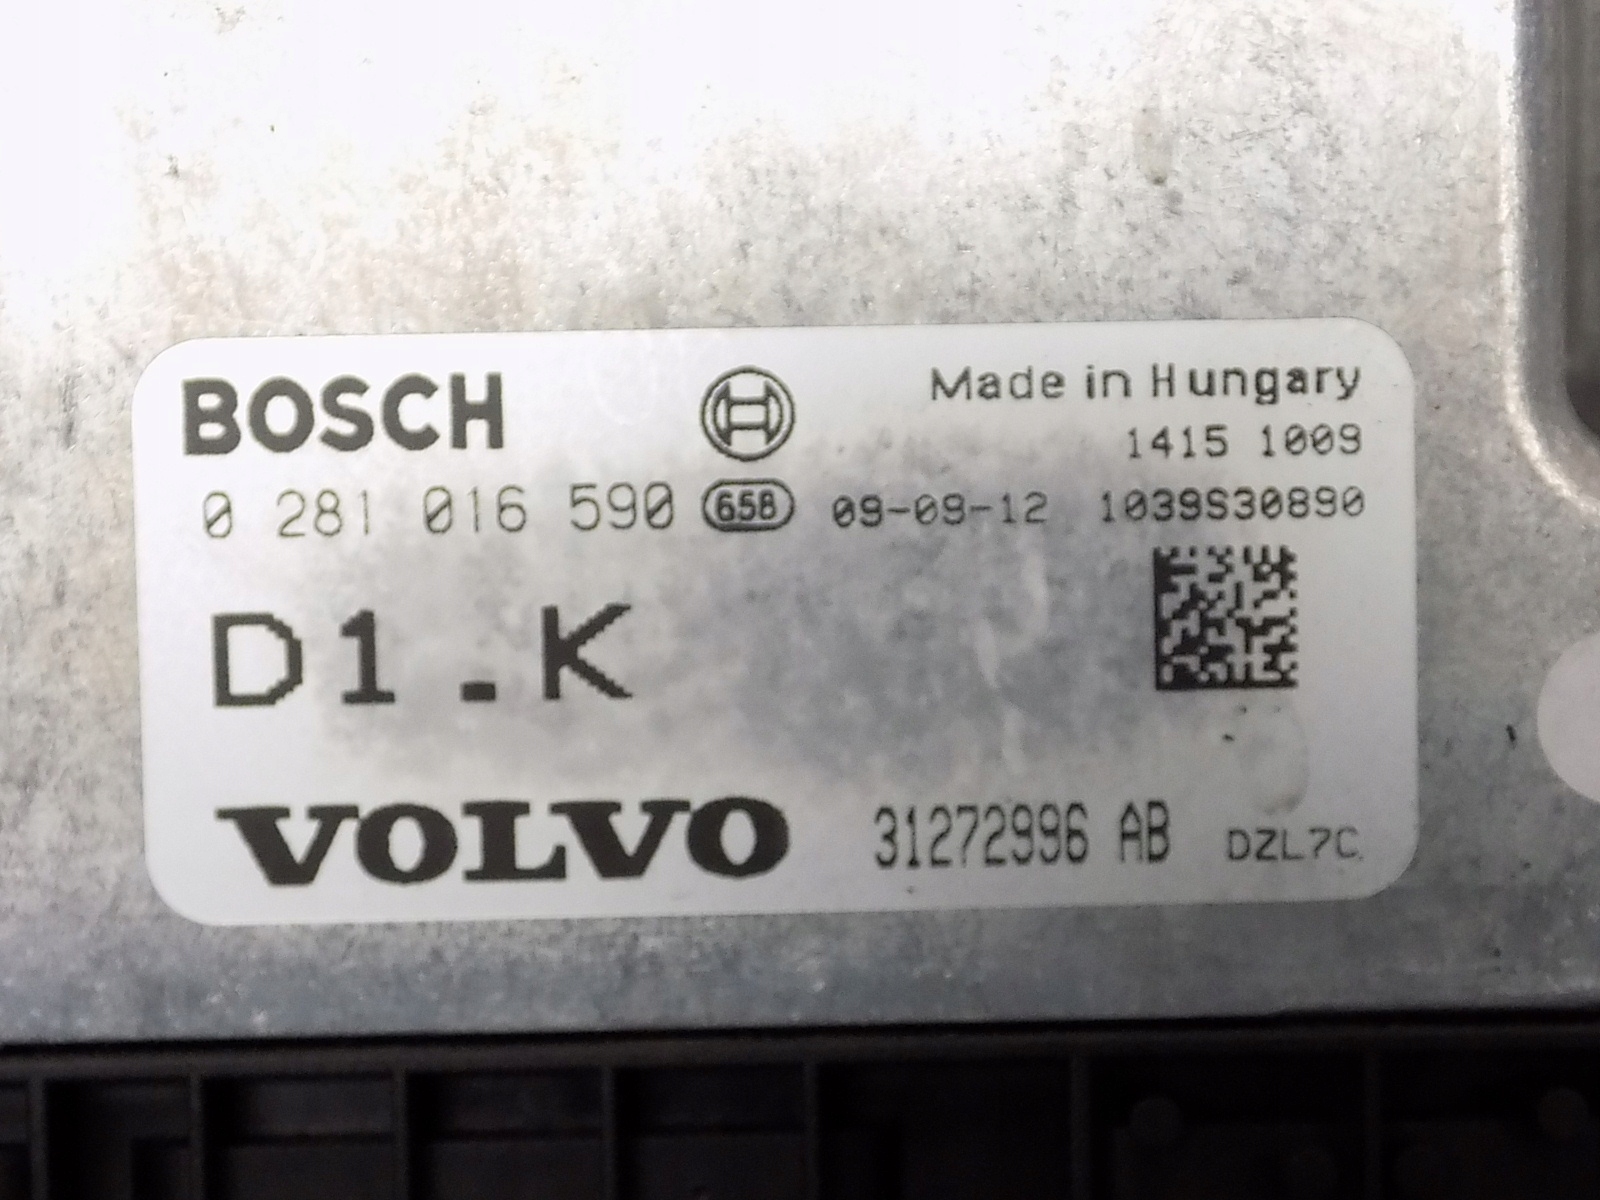 BOSCH
Made in Hungary
1415 1009
0 281 016 590 658 09-09-12 1039S30890
D1.K
VOLVO 31272996 AB DZL7C